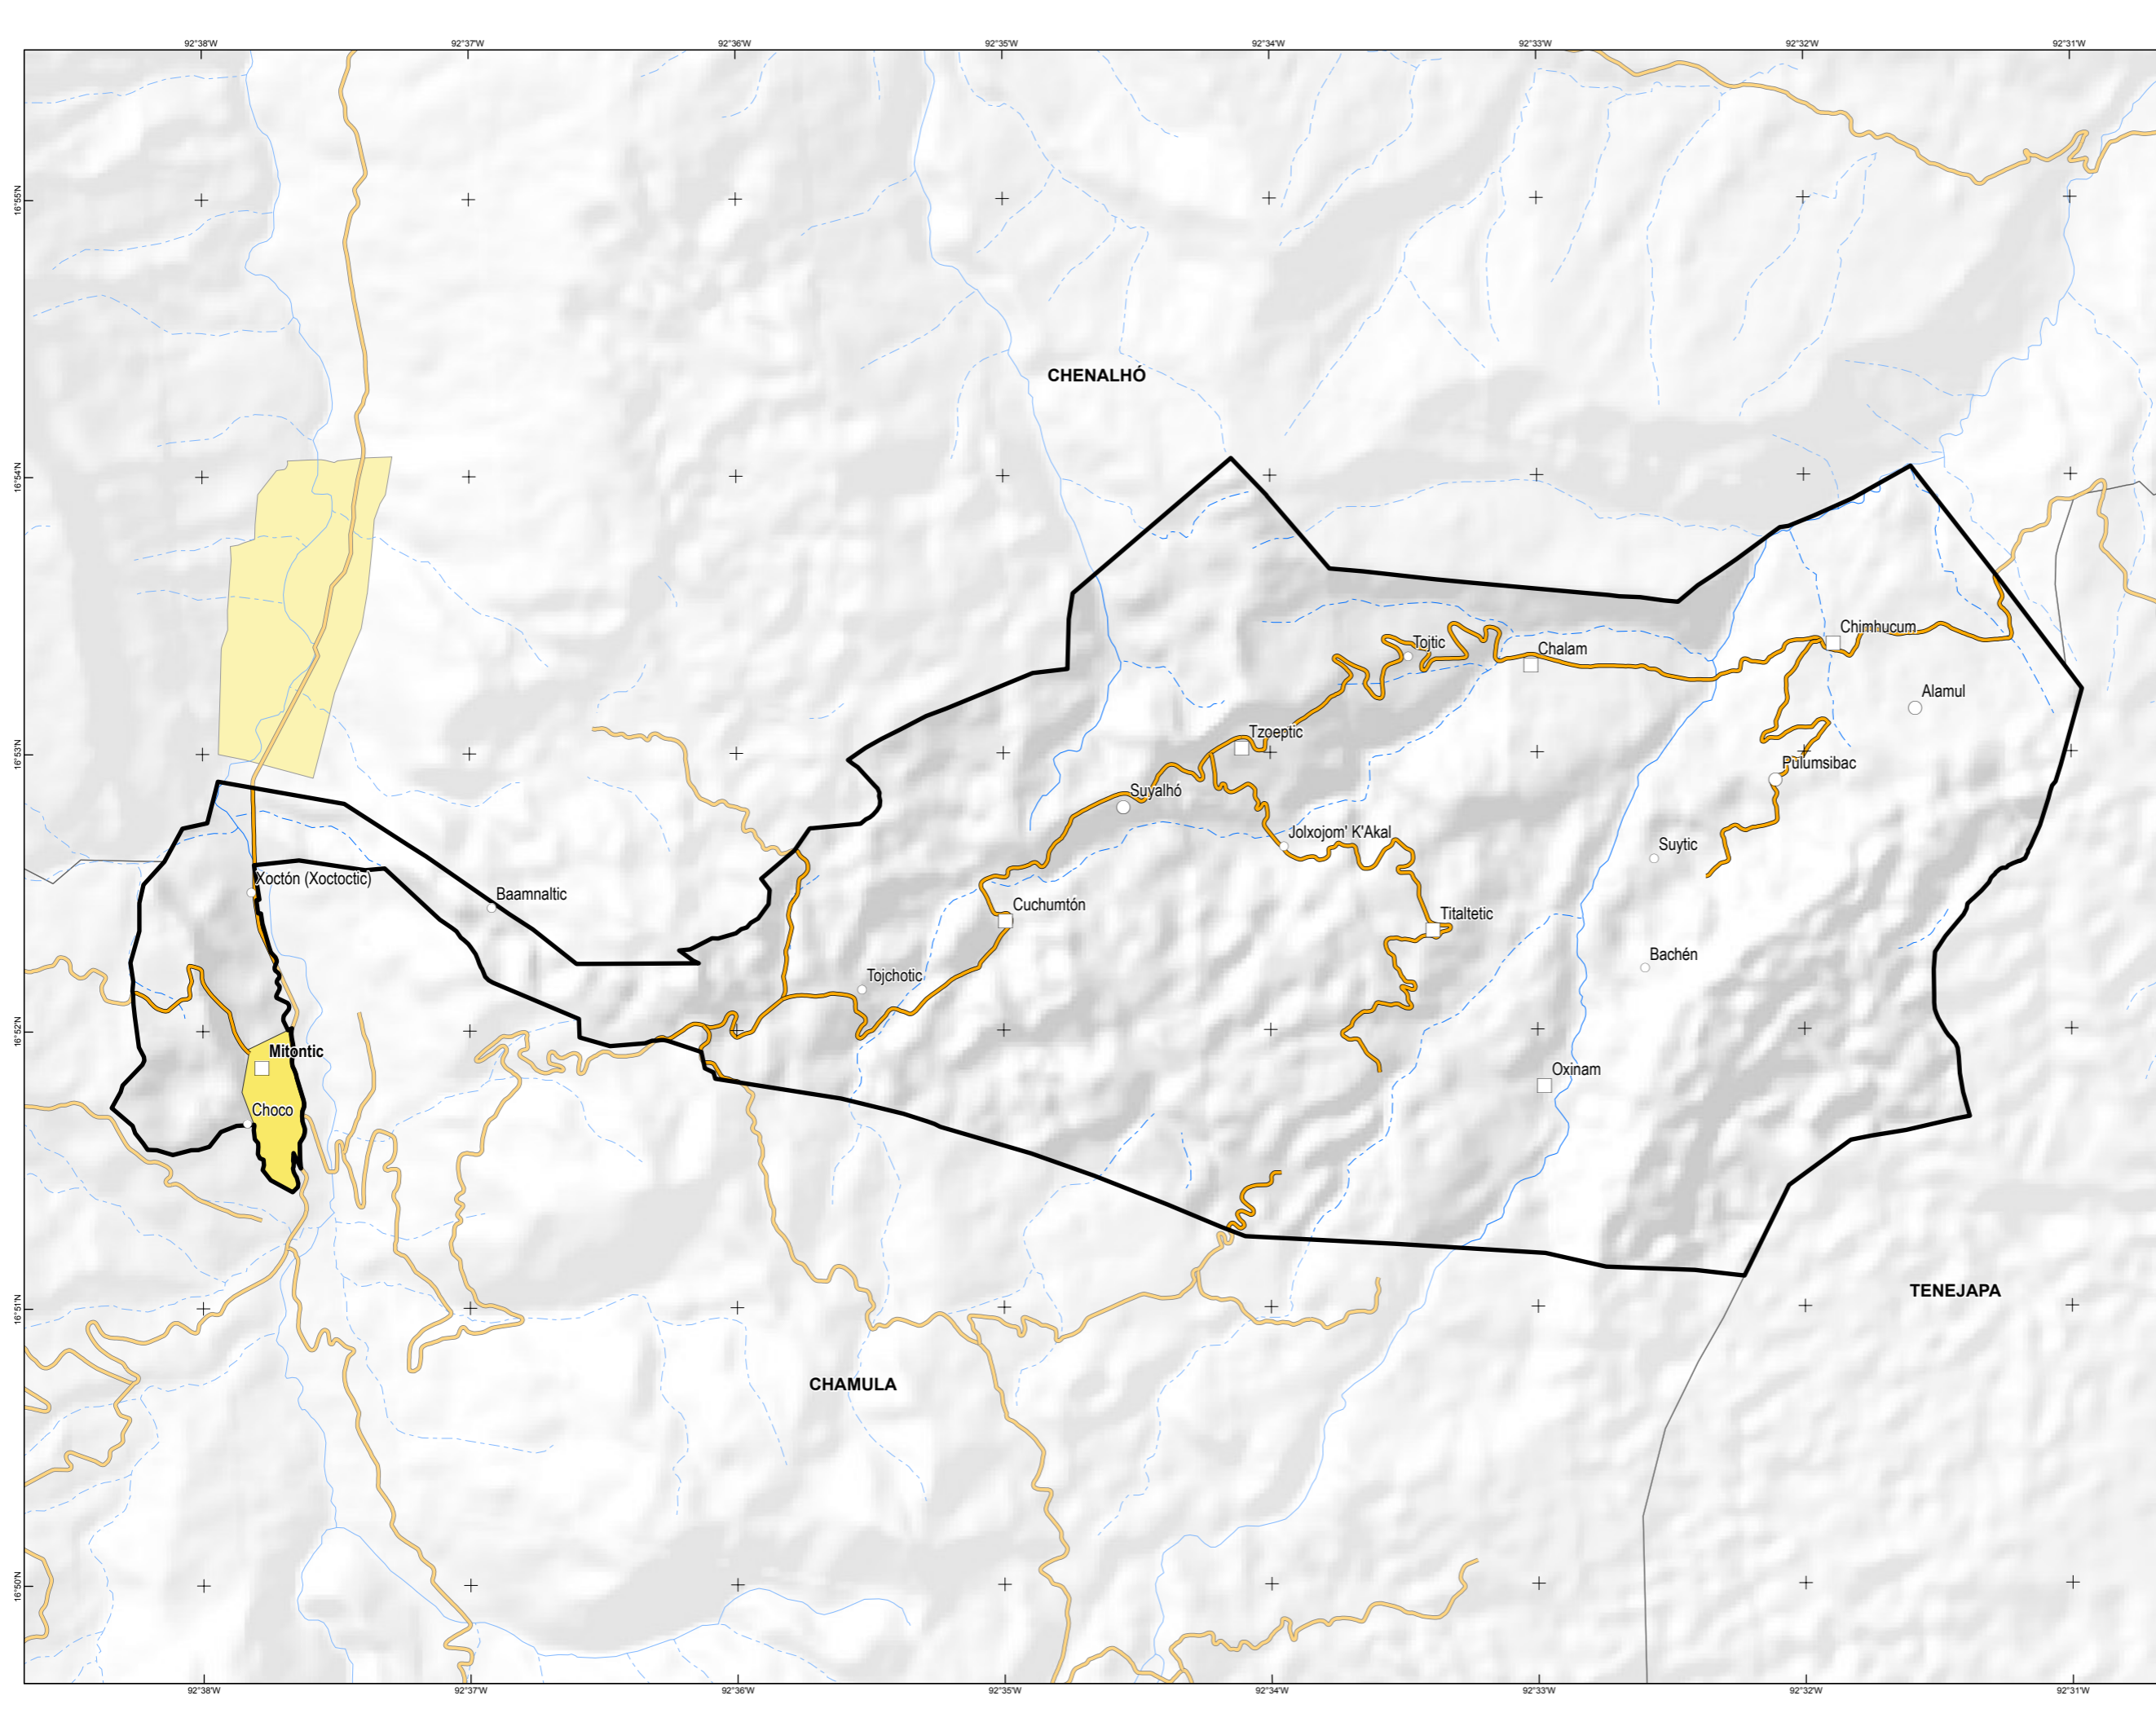 92°38'W 92°37'W 92°36'W 92°35'W 92°34'W 92°33'W 92°32'W 92°31'W
16°55'N
CHENALHÓ
16°54'N
Chimhucum
Tojtic
Chalam
Alamul
Tzoeptic
16°53'N
Pulumsibac
Suyalhó
Jolxojom' K'Akal
Suytic
Xoctón (Xoctoctic)
Baamnaltic
Cuchumtón
Titaltetic
Bachén
Tojchotic
16°52'N
Mitontic
Oxinam
Choco
TENEJAPA
16°51'N
CHAMULA
16°50'N
92°38'W 92°37'W 92°36'W 92°35'W 92°34'W 92°33'W 92°32'W 92°31'W